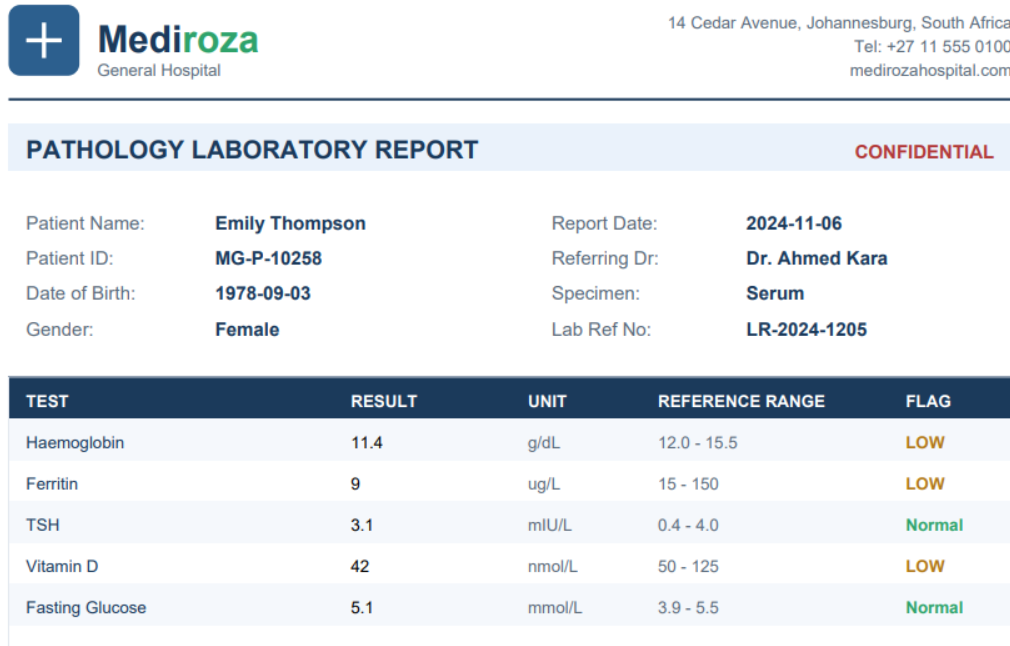 Mediroza
General Hospital
14 Cedar Avenue, Johannesburg, South Africa
Tel: +27 11 555 0100
medirozahospital.com
PATHOLOGY LABORATORY REPORT CONFIDENTIAL
Patient Name: Emily Thompson Report Date: 2024-11-06
Patient ID: MG-P-10258 Referring Dr: Dr. Ahmed Kara
Date of Birth: 1978-09-03 Specimen: Serum
Gender: Female Lab Ref No: LR-2024-1205
TEST RESULT UNIT REFERENCE RANGE FLAG
Haemoglobin 11.4 g/dL 12.0 - 15.5 LOW
Ferritin 9 ug/L 15 - 150 LOW
TSH 3.1 mIU/L 0.4 - 4.0 Normal
Vitamin D 42 nmol/L 50 - 125 LOW
Fasting Glucose 5.1 mmol/L 3.9 - 5.5 Normal